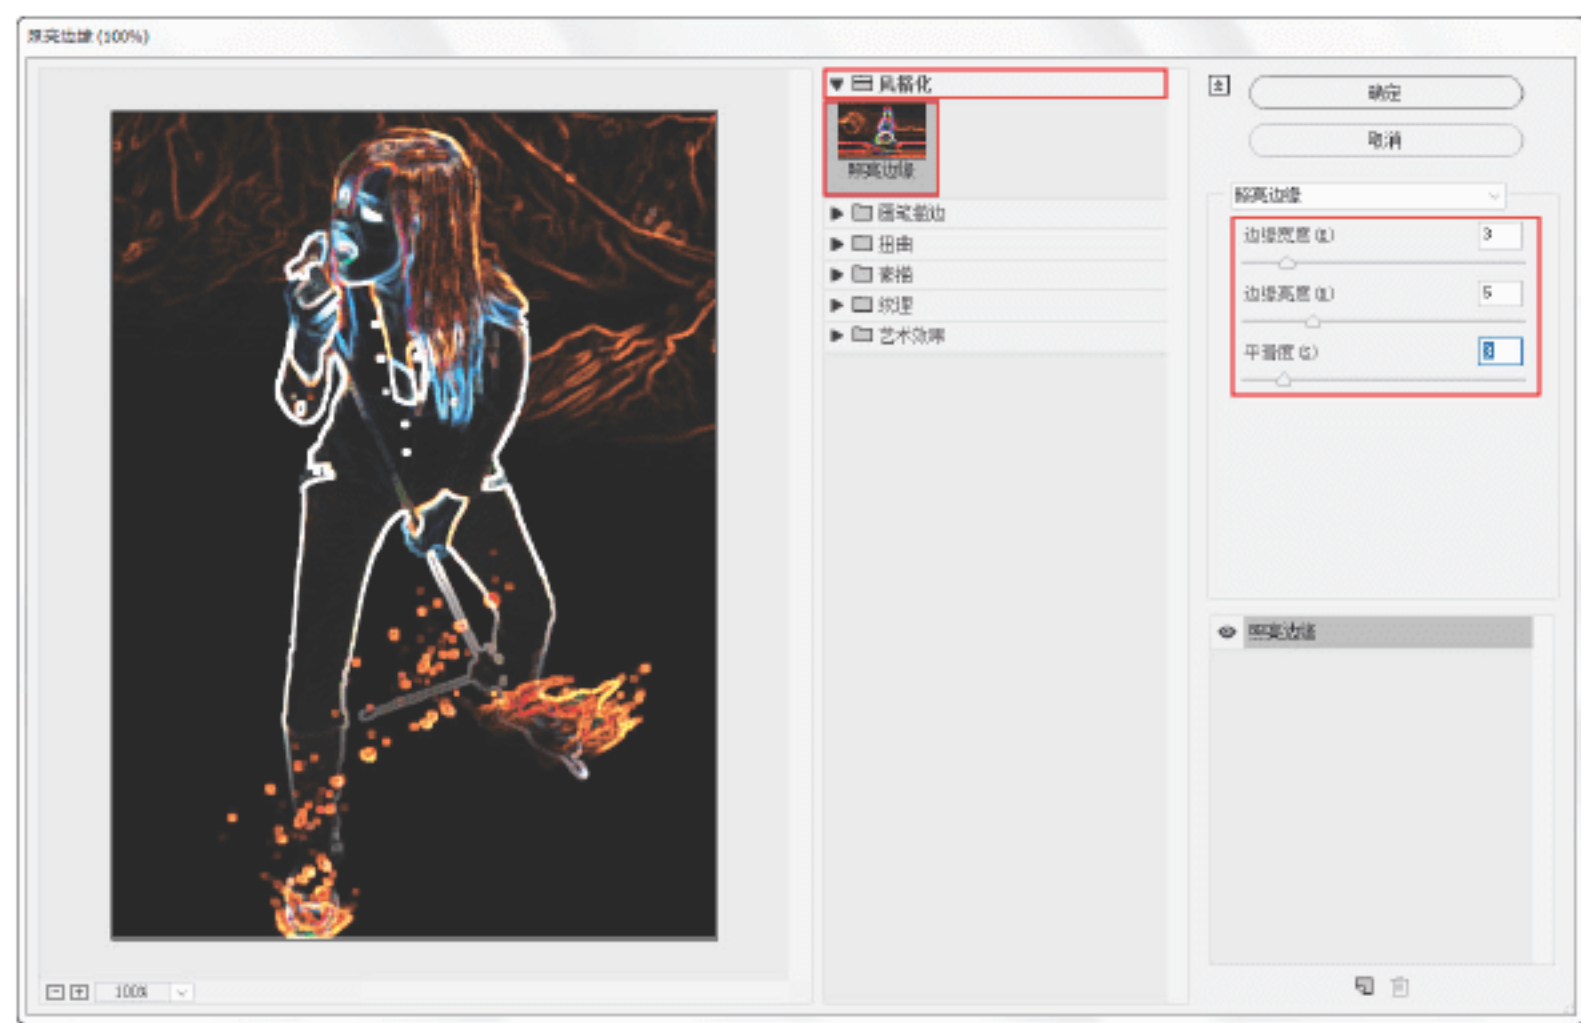 照亮边缘 (100%)
风格化
照亮边缘
画笔描边
扭曲
素描
纹理
艺术效果
100%
确定
取消
照亮边缘
边缘宽度(E) 3
边缘亮度(B) 5
平滑度(S) 3
照亮边缘